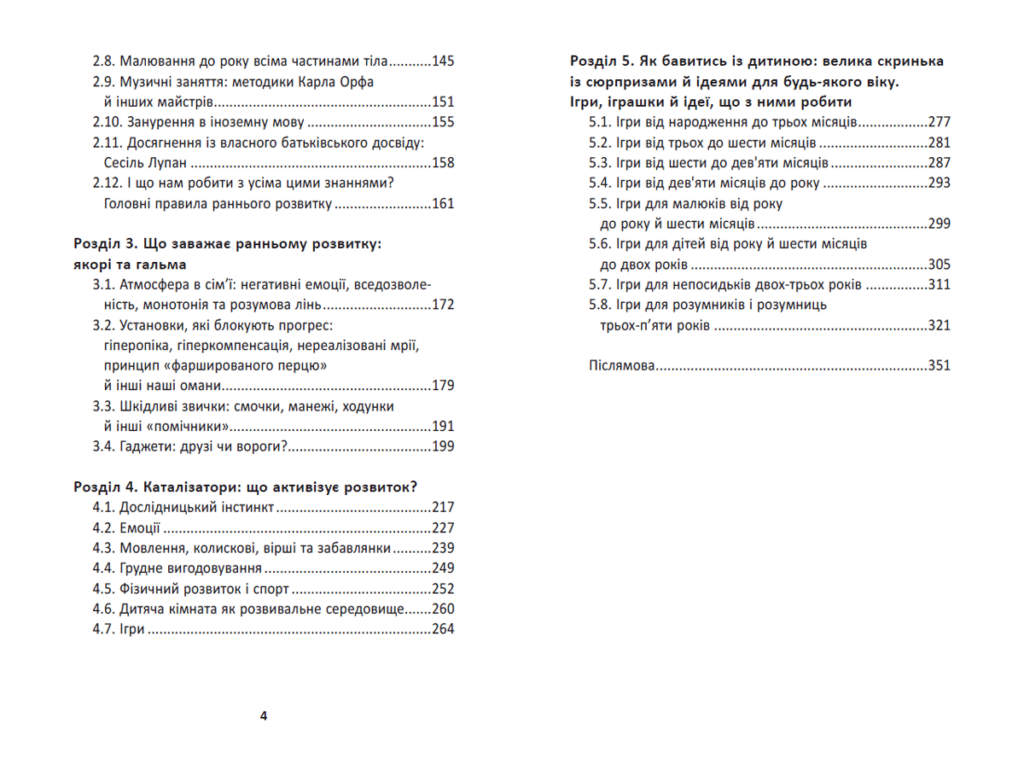 2.8. Малювання до року всіма частинами тіла...........145
2.9. Музичні заняття: методики Карла Орфа
й інших майстрів........................................................151
2.10. Занурення в іноземну мову ................................155
2.11. Досягнення із власного батьківського досвіду:
Сесіль Лупан ..............................................................158
2.12. І що нам робити з усіма цими знаннями?
Головні правила раннього розвитку .........................161
Розділ 3. Що заважає ранньому розвитку:
якорі та гальма
3.1. Атмосфера в сім’ї: негативні емоції, вседозволе-
ність, монотонія та розумова лінь............................172
3.2. Установки, які блокують прогрес:
гіперопіка, гіперкомпенсація, нереалізовані мрії,
принцип «фаршированого перцю»
й інші наші омани......................................................179
3.3. Шкідливі звички: смочки, манежі, ходунки
й інші «помічники»....................................................191
3.4. Гаджети: друзі чи вороги?.....................................199
Розділ 4. Каталізатори: що активізує розвиток?
4.1. Дослідницький інстинкт........................................217
4.2. Емоції .....................................................................227
4.3. Мовлення, колискові, вірші та забавлянки..........239
4.4. Грудне вигодовування ...........................................249
4.5. Фізичний розвиток і спорт ....................................252
4.6. Дитяча кімната як розвивальне середовище.......260
4.7. Ігри .........................................................................264
4
Розділ 5. Як бавитись із дитиною: велика скринька
із сюрпризами й ідеями для будь-якого віку.
Ігри, іграшки й ідеї, що з ними робити
5.1. Ігри від народження до трьох місяців..................277
5.2. Ігри від трьох до шести місяців ............................281
5.3. Ігри від шести до дев'яти місяців .........................287
5.4. Ігри від дев'яти місяців до року ...........................293
5.5. Ігри для малюків від року
до року й шести місяців............................................299
5.6. Ігри для дітей від року й шести місяців
до двох років .............................................................305
5.7. Ігри для непосидьків двох-трьох років ................311
5.8. Ігри для розумників і розумниць
трьох-п’яти років .......................................................321
Післямова......................................................................351